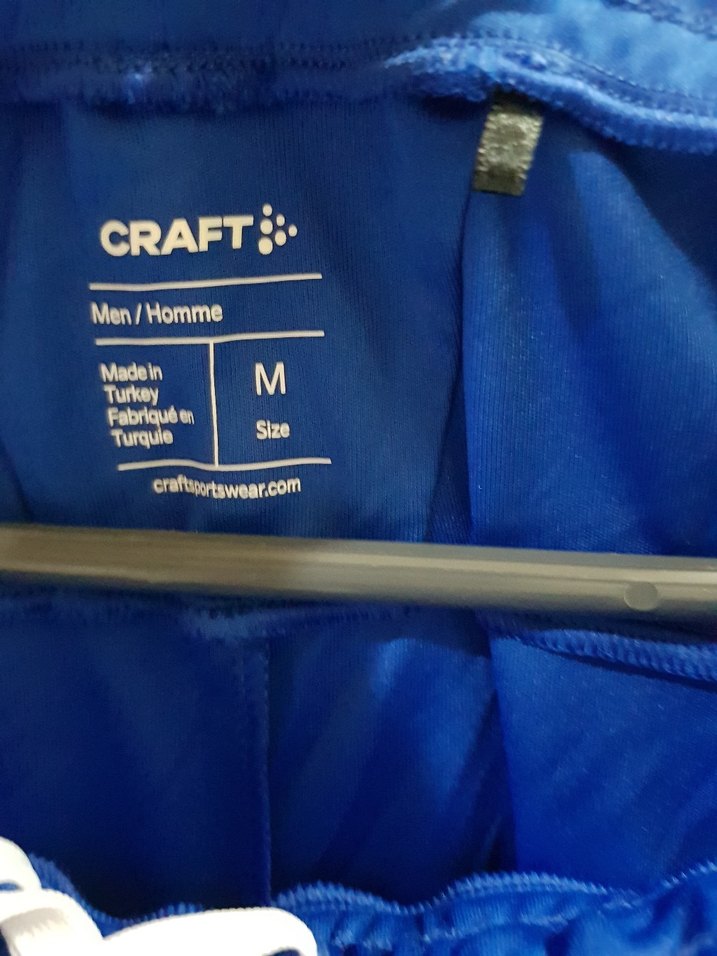 CRAFT
Men / Homme
Made in
Turkey
Fabriqué en
Turquie
M
Size
craftsportswear.com